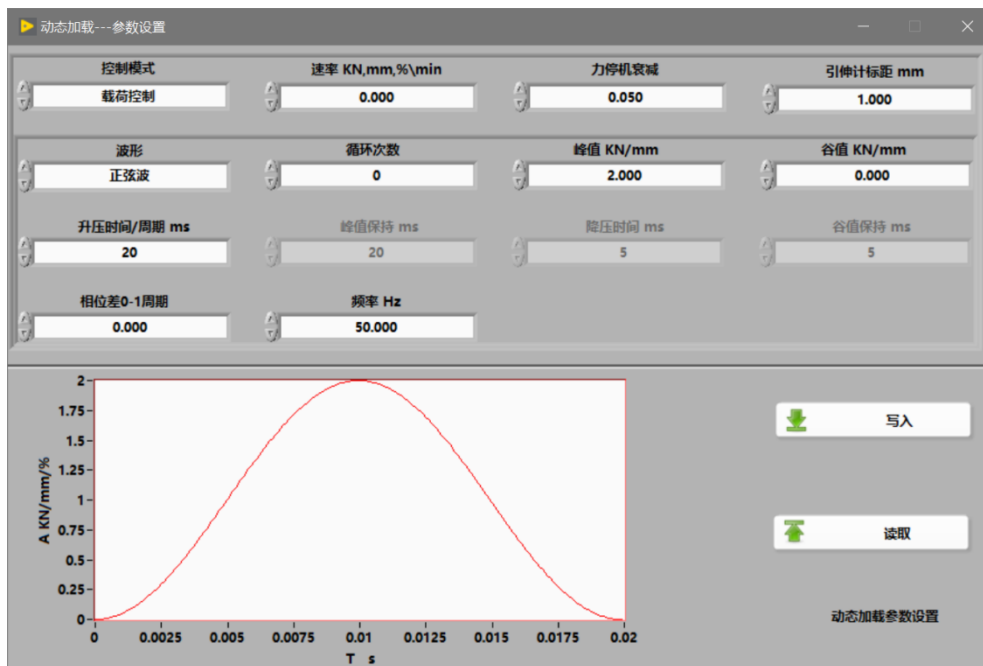 动态加载---参数设置
控制模式 速率 KN,mm,%\min 力停机衰减 引伸计标距 mm
载荷控制 0.000 0.050 1.000
波形 循环次数 峰值 KN/mm 谷值 KN/mm
正弦波 0 2.000 0.000
升压时间/周期 ms 峰值保持 ms 降压时间 ms 谷值保持 ms
20 20 5 5
相位差0-1周期 频率 Hz
0.000 50.000
2
1.75
1.5
1.25
1
0.75
0.5
0.25
0
A KN/mm/%
0 0.0025 0.005 0.0075 0.01 0.0125 0.015 0.0175 0.02
T s
写入
读取
动态加载参数设置